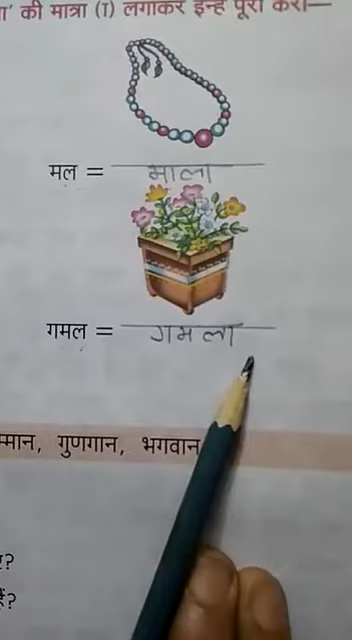 ' की मात्रा (ा) लगाकर इन्हें पूरा करो—
मल = माला
गमल = गमला
म्मान, गुणगान, भगवान
?
?